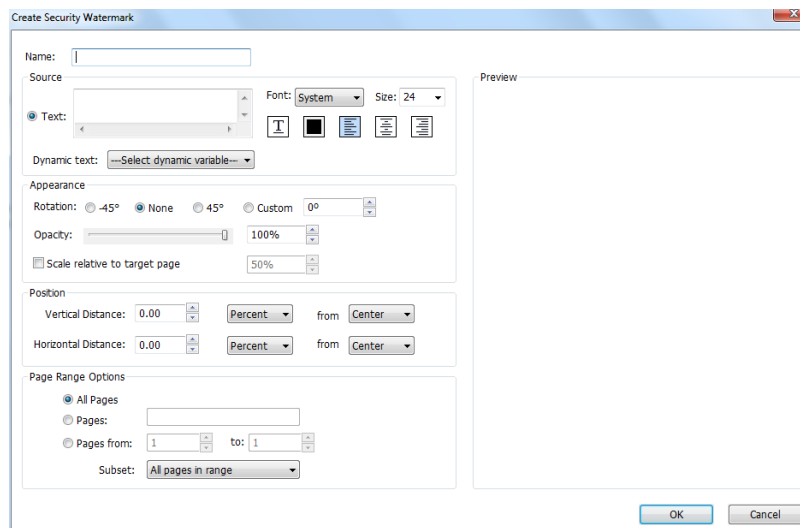 Create Security Watermark
Name:
Source
Preview
Text:
Font: System Size: 24
T
Dynamic text: ---Select dynamic variable---
Appearance
Rotation: -45° None 45° Custom 0°
Opacity: 100%
Scale relative to target page 50%
Position
Vertical Distance: 0.00 Percent from Center
Horizontal Distance: 0.00 Percent from Center
Page Range Options
All Pages
Pages:
Pages from: 1 to: 1
Subset: All pages in range
OK Cancel